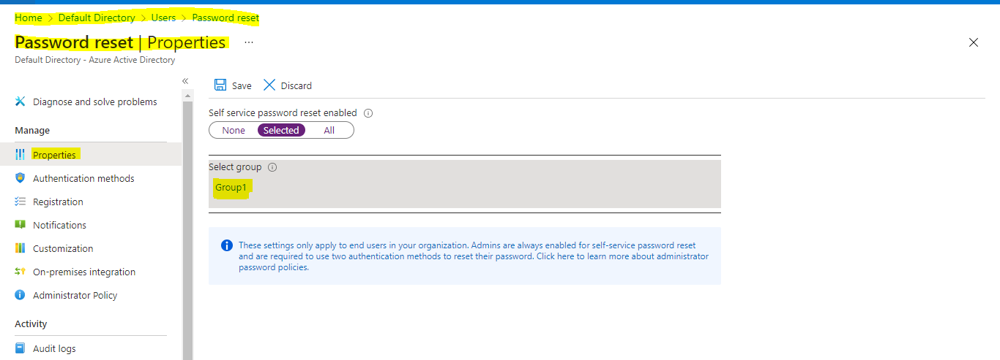 Home > Default Directory > Users > Password reset
Password reset | Properties ...
Default Directory - Azure Active Directory
«
Diagnose and solve problems
Manage
Properties
Authentication methods
Registration
Notifications
Customization
On-premises integration
Administrator Policy
Activity
Audit logs
Save Discard
Self service password reset enabled
None Selected All
Select group
Group1
These settings only apply to end users in your organization. Admins are always enabled for self-service password reset
and are required to use two authentication methods to reset their password. Click here to learn more about administrator
password policies.